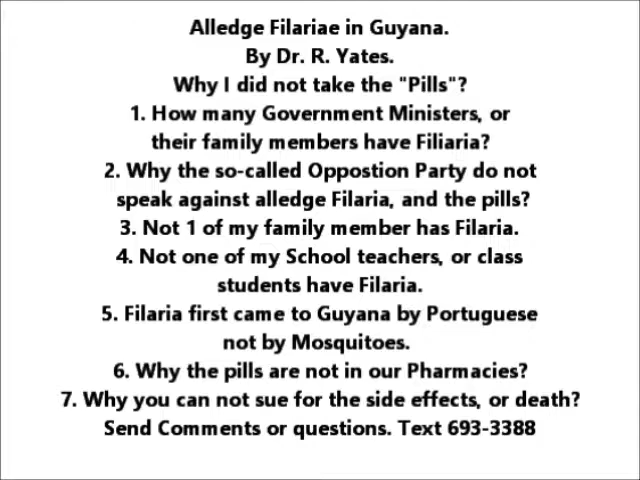 Alledge Filariae in Guyana.
By Dr. R. Yates.
Why I did not take the "Pills"?
1. How many Government Ministers, or
their family members have Filiaria?
2. Why the so-called Oppostion Party do not
speak against alledge Filaria, and the pills?
3. Not 1 of my family member has Filaria.
4. Not one of my School teachers, or class
students have Filaria.
5. Filaria first came to Guyana by Portuguese
not by Mosquitoes.
6. Why the pills are not in our Pharmacies?
7. Why you can not sue for the side effects, or death?
Send Comments or questions. Text 693-3388